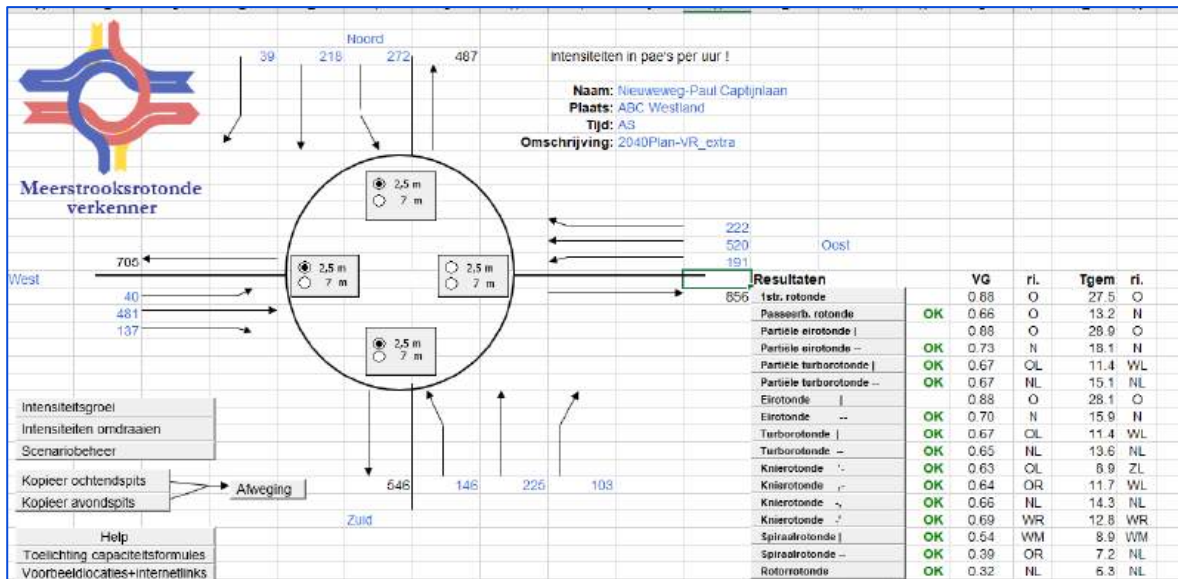 Noord
39 218 272 487 Intensiteiten in pae's per uur !
Naam: Nieuweweg-Paul Captijnlaan
Plaats: ABC Westland
Tijd: AS
Omschrijving: 2040Plan-VR_extra
Meerstrooksrotonde
verkenner
2,5 m
7 m
222
520 Oost
191
705
West
2,5 m
7 m
2,5 m
7 m
40
481
137
856
2,5 m
7 m
Resultaten VG ri. Tgem ri.
1str. rotonde 0.88 O 27.5 O
Passeerb. rotonde OK 0.66 O 13.2 N
Partiële eirotonde | 0.88 O 28.9 O
Partiële eirotonde -- OK 0.73 N 18.1 N
Partiële turborotonde | OK 0.67 OL 11.4 WL
Partiële turborotonde -- OK 0.67 NL 15.1 NL
Eirotonde | 0.88 O 28.1 O
Eirotonde -- OK 0.70 N 15.9 N
Turborotonde | OK 0.67 OL 11.4 WL
Turborotonde -- OK 0.65 NL 13.6 NL
Knierotonde '- OK 0.63 OL 8.9 ZL
Knierotonde ,- OK 0.64 OR 11.7 WL
Knierotonde -, OK 0.66 NL 14.3 NL
Knierotonde -' OK 0.69 WR 12.8 WR
Spiraalrotonde | OK 0.54 WM 8.9 WM
Spiraalrotonde -- OK 0.39 OR 7.2 NL
Rotorrotonde OK 0.32 NL 6.3 NL
Intensiteitsgroei
Intensiteiten omdraaien
Scenariobeheer
Kopieer ochtendspits
Kopieer avondspits
Afweging
546 146 225 103
Zuid
Help
Toelichting capaciteitsformules
Voorbeeldlocaties+internetlinks